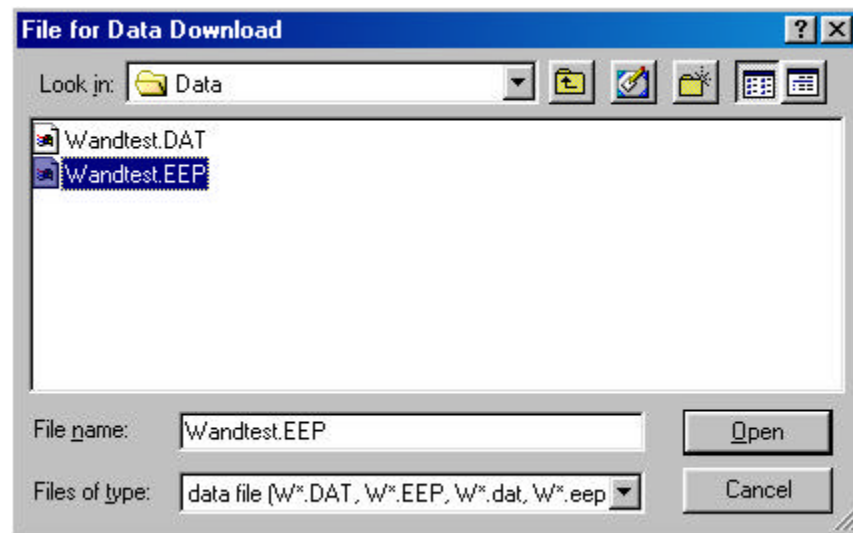 File for Data Download
Look in: Data
Wandtest.DAT
Wandtest.EEP
File name: Wandtest.EEP
Open
Files of type: data file (W*.DAT, W*.EEP, W*.dat, W*.eep
Cancel